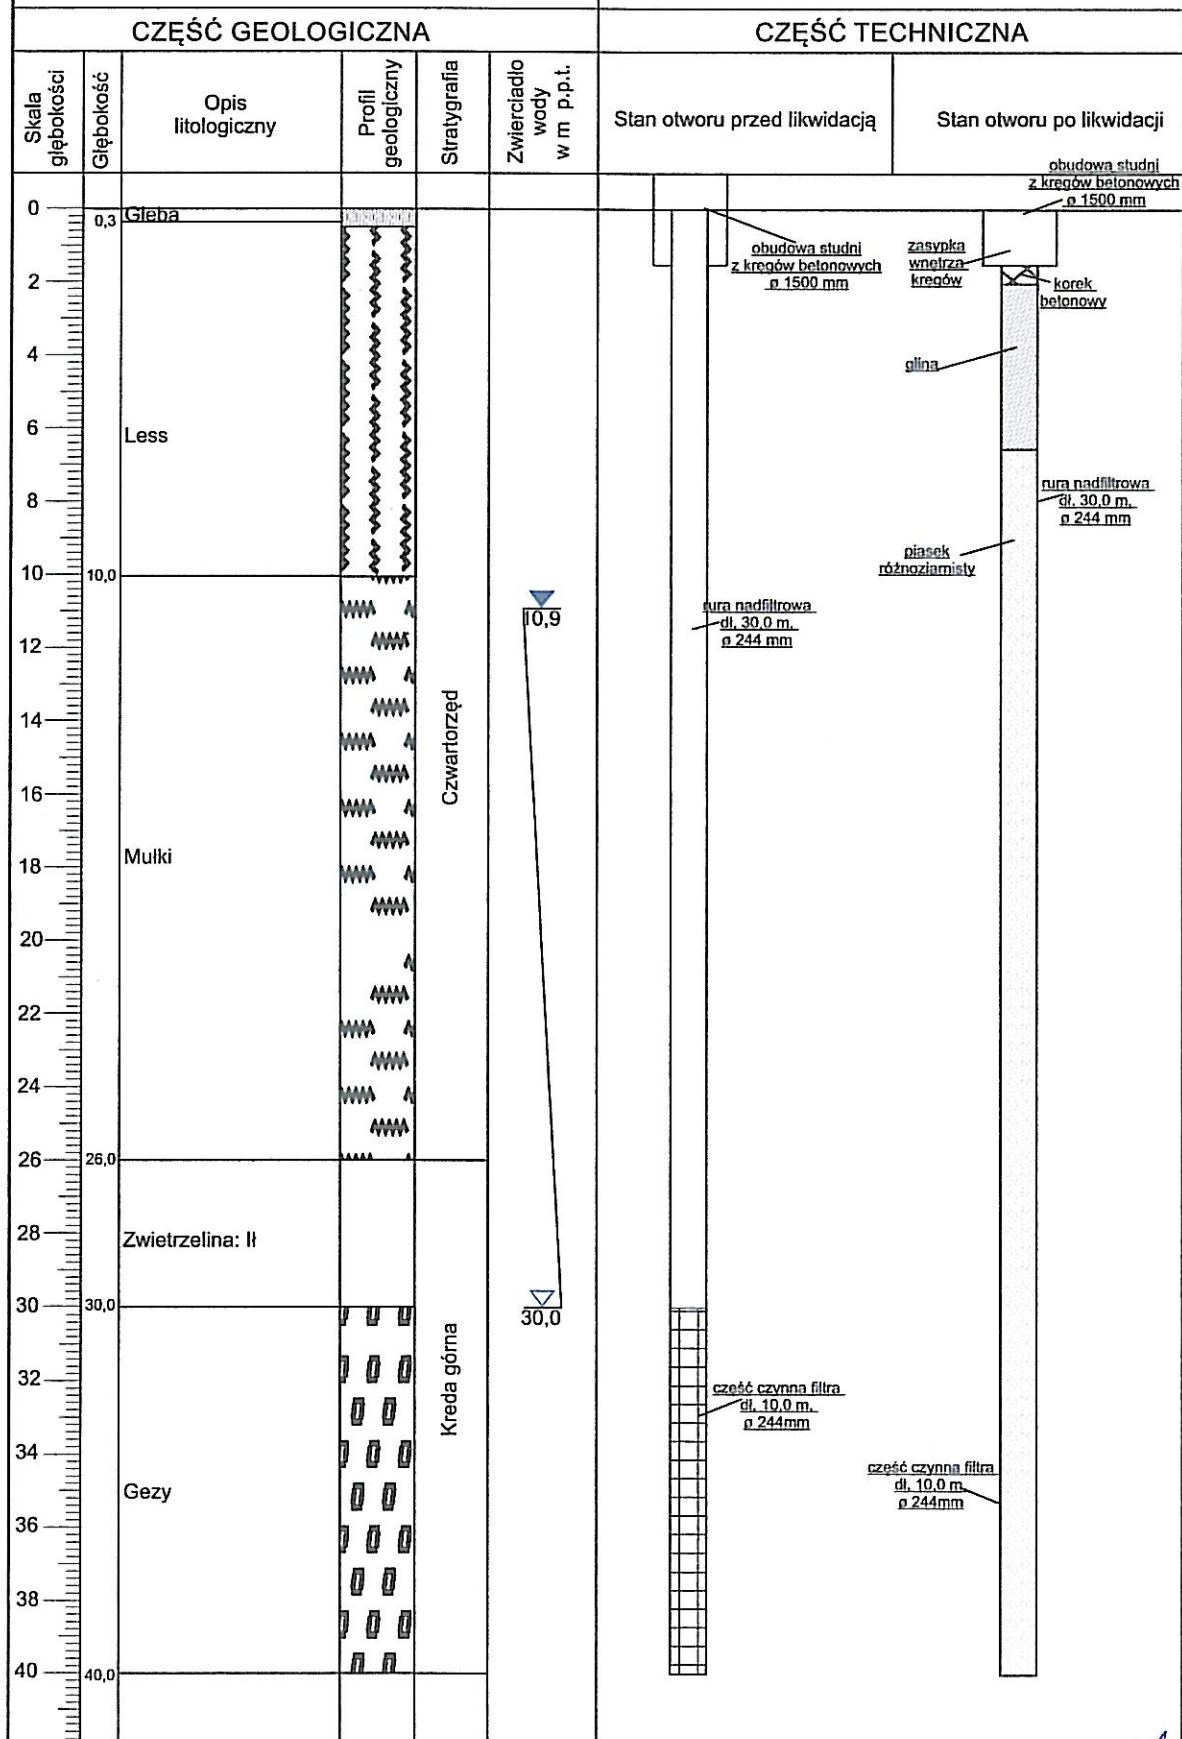 CZĘŚĆ GEOLOGICZNA
CZĘŚĆ TECHNICZNA
Skala
głębokości
Głębokość
Opis
litologiczny
Profil
geologiczny
Stratygrafia
Zwierciadło
wody
w m p.p.t.
Stan otworu przed likwidacją
Stan otworu po likwidacji
0
2
4
6
8
10
12
14
16
18
20
22
24
26
28
30
32
34
36
38
40
0,3
10,0
26,0
30,0
40,0
Gleba
Less
Mułki
Zwietrzelina: Ił
Gezy
Czwartorzęd
Kreda górna
10,9
30,0
obudowa studni
z kręgów betonowych
ø 1500 mm
rura nadfiltrowa
dł. 30,0 m,
ø 244 mm
część czynna filtra
dł. 10,0 m,
ø 244mm
obudowa studni
z kręgów betonowych
ø 1500 mm
zasypka
wnętrza
kręgów
korek
betonowy
glina
rura nadfiltrowa
dł. 30,0 m,
ø 244 mm
piasek
różnoziarnisty
część czynna filtra
dł. 10,0 m,
ø 244mm